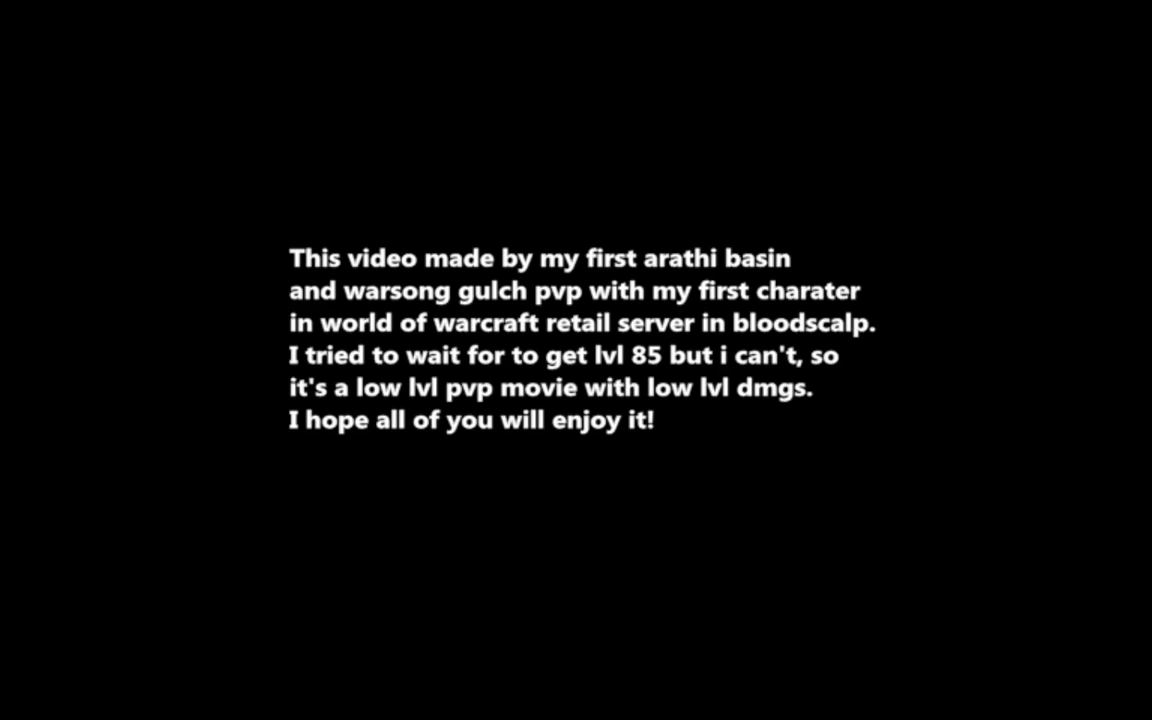 This video made by my first arathi basin
and warsong gulch pvp with my first charater
in world of warcraft retail server in bloodscalp.
I tried to wait for to get lvl 85 but i can't, so
it's a low lvl pvp movie with low lvl dmgs.
I hope all of you will enjoy it!